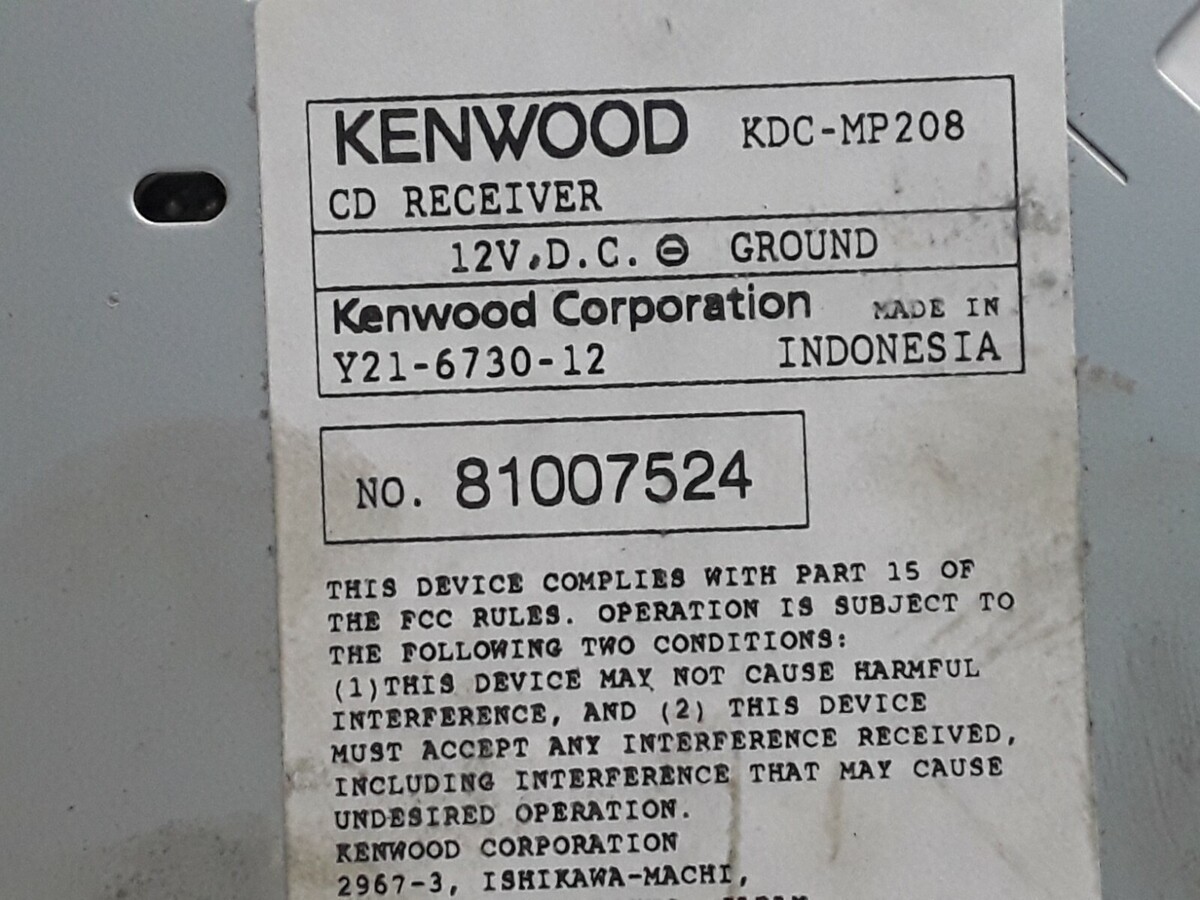 KENWOOD KDC-MP208
CD RECEIVER
12V.D.C. ⊖ GROUND
Kenwood Corporation MADE IN
Y21-6730-12 INDONESIA
NO. 81007524
THIS DEVICE COMPLIES WITH PART 15 OF
THE FCC RULES. OPERATION IS SUBJECT TO
THE FOLLOWING TWO CONDITIONS:
(1)THIS DEVICE MAY NOT CAUSE HARMFUL
INTERFERENCE, AND (2) THIS DEVICE
MUST ACCEPT ANY INTERFERENCE RECEIVED,
INCLUDING INTERFERENCE THAT MAY CAUSE
UNDESIRED OPERATION.
KENWOOD CORPORATION
2967-3, ISHIKAWA-MACHI,